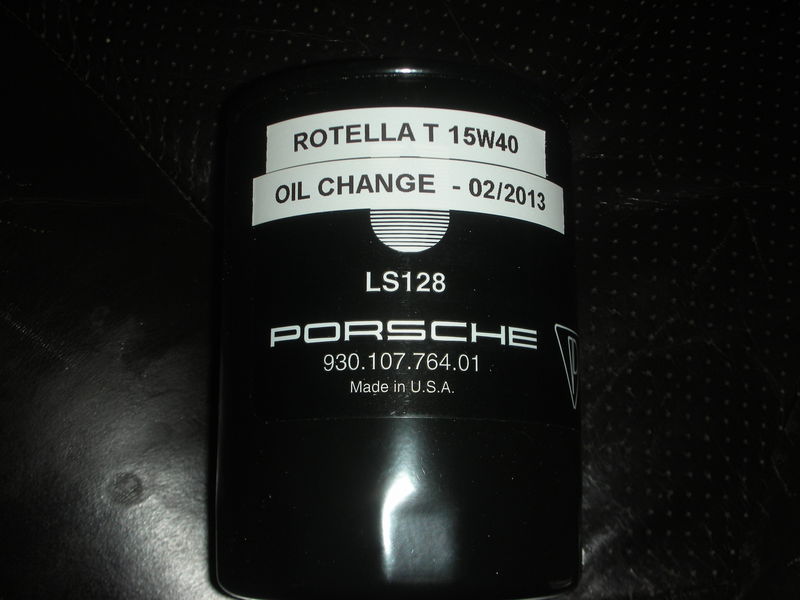 ROTELLA T 15W40
OIL CHANGE - 02/2013
LS128
PORSCHE
930.107.764.01
Made in U.S.A.
P